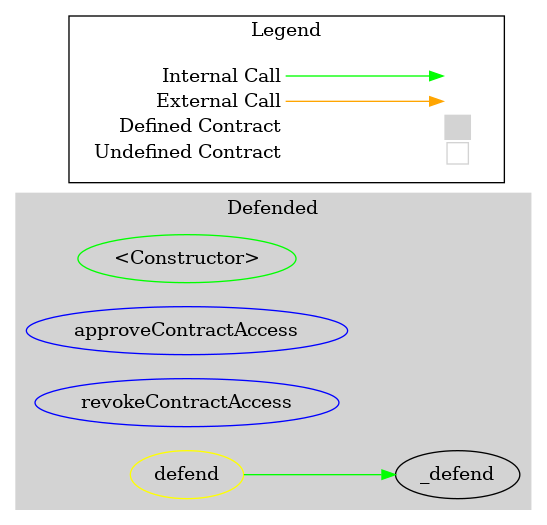 Legend
Internal Call
External Call
Defined Contract
Undefined Contract
Defended
<Constructor>
approveContractAccess
revokeContractAccess
defend
_defend